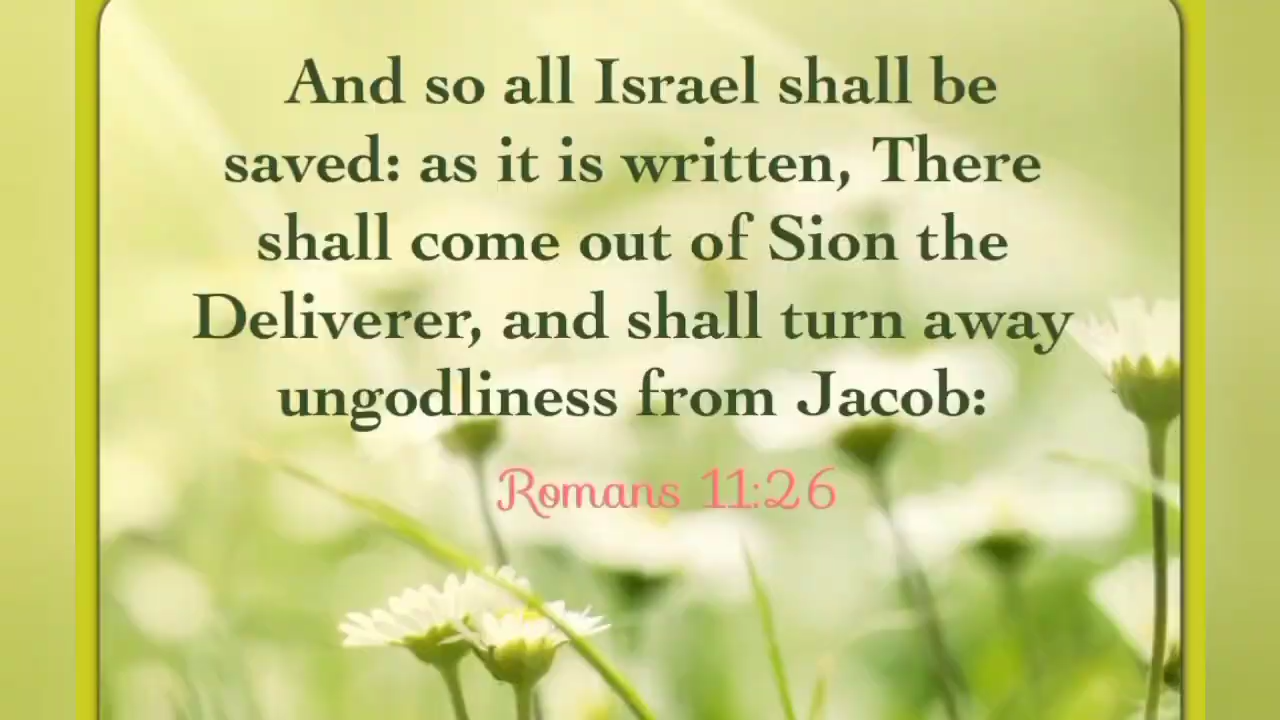 And so all Israel shall be
saved: as it is written, There
shall come out of Sion the
Deliverer, and shall turn away
ungodliness from Jacob:
Romans 11:26